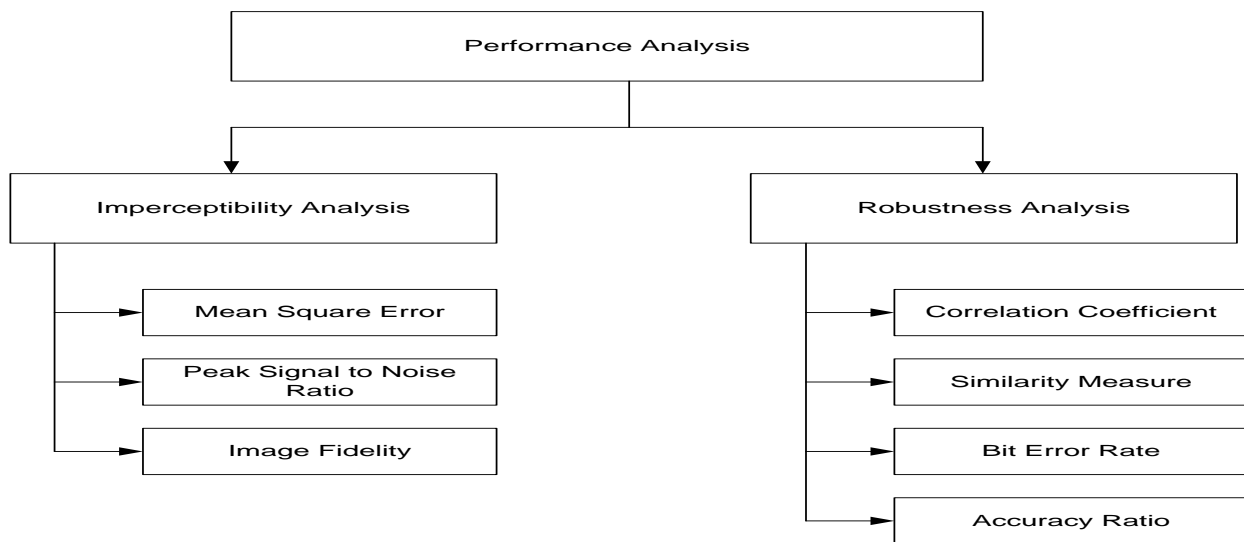 Performance Analysis
Imperceptibility Analysis
Robustness Analysis
Mean Square Error
Peak Signal to Noise
Ratio
Image Fidelity
Correlation Coefficient
Similarity Measure
Bit Error Rate
Accuracy Ratio